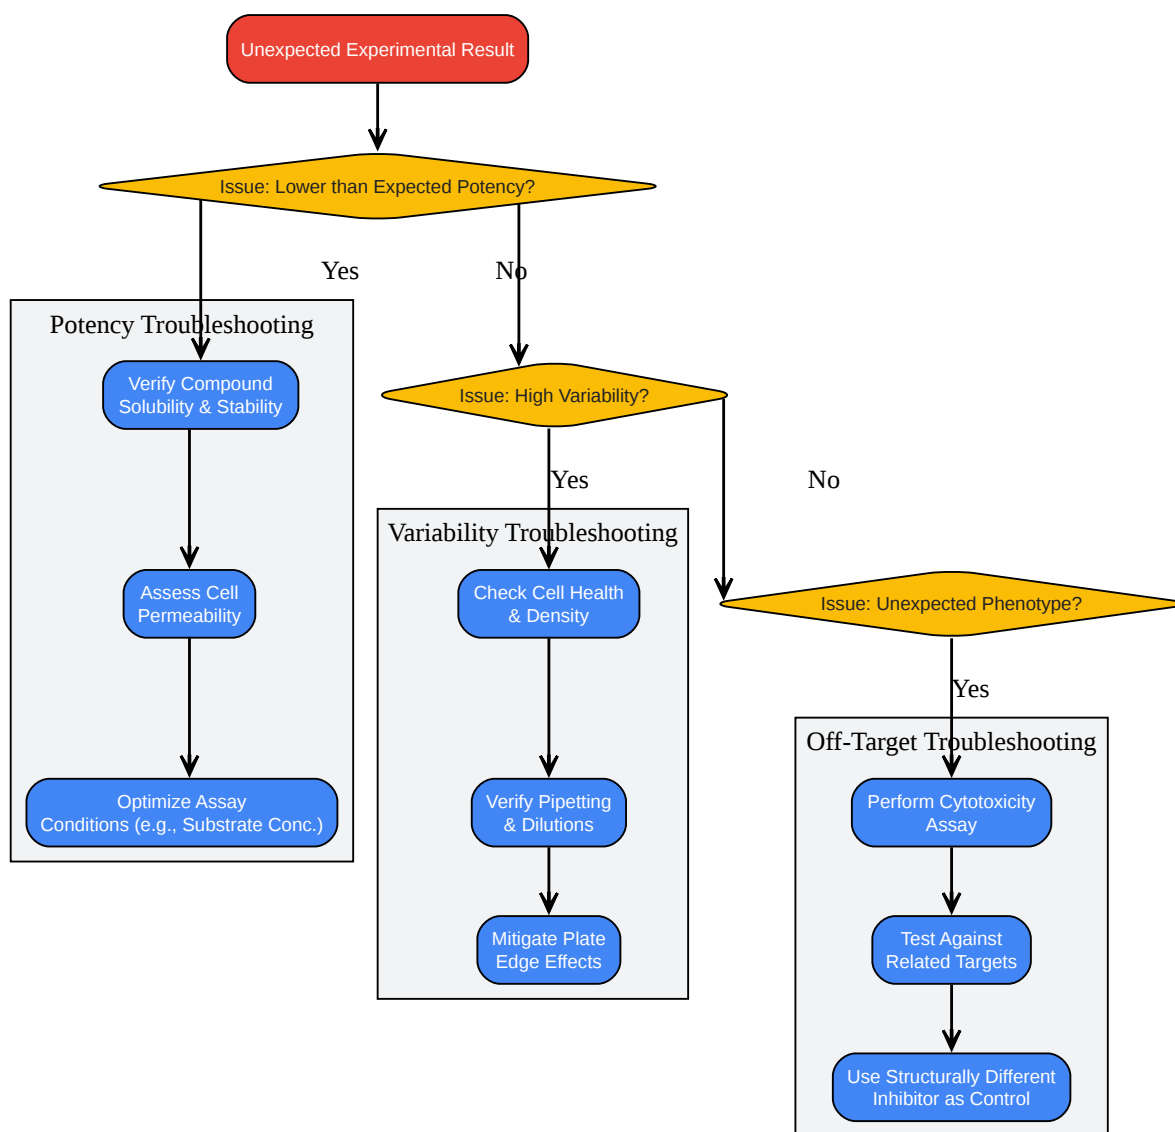 Unexpected Experimental Result
Issue: Lower than Expected Potency?
Yes
No
Potency Troubleshooting
Verify Compound
Solubility & Stability
Assess Cell
Permeability
Optimize Assay
Conditions (e.g., Substrate Conc.)
Issue: High Variability?
Yes
No
Variability Troubleshooting
Check Cell Health
& Density
Verify Pipetting
& Dilutions
Mitigate Plate
Edge Effects
Issue: Unexpected Phenotype?
Yes
Off-Target Troubleshooting
Perform Cytotoxicity
Assay
Test Against
Related Targets
Use Structurally Different
Inhibitor as Control